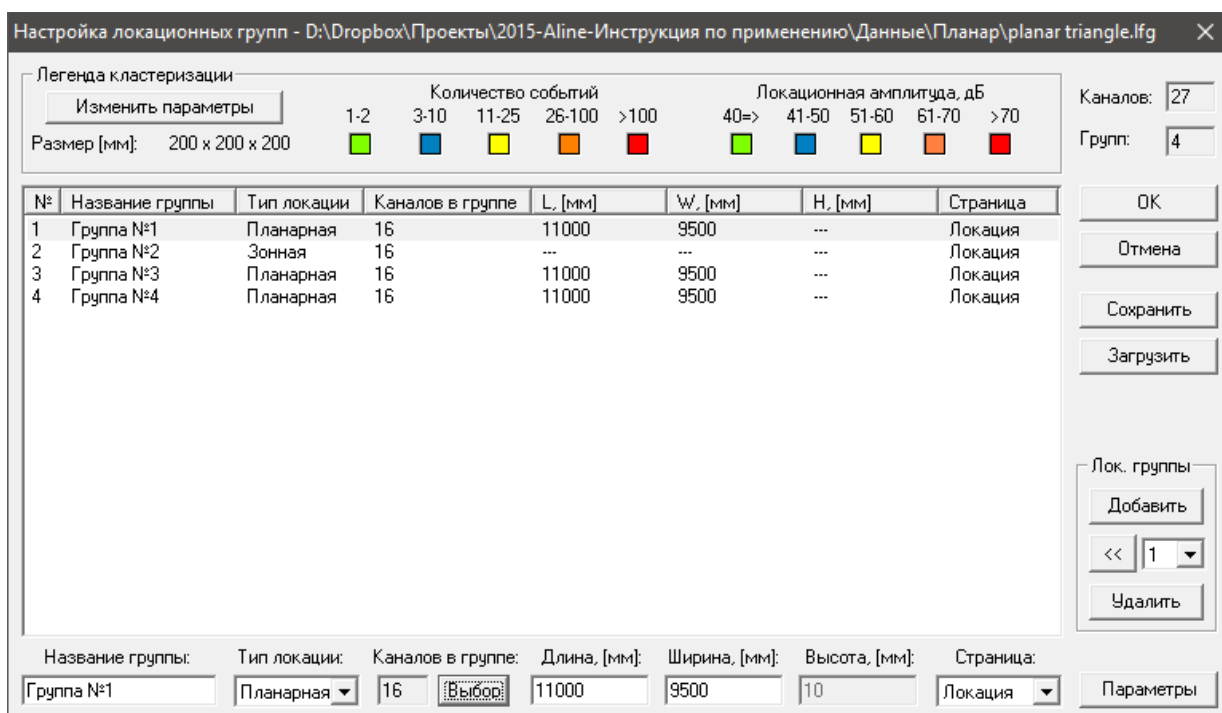 Настройка локационных групп - D:\Dropbox\Проекты\2015-Aline-Инструкция по применению\Данные\Планар\planar triangle.lfg
Легенда кластеризации
Изменить параметры
Размер [мм]: 200 x 200 x 200
Количество событий
1-2 3-10 11-25 26-100 >100
Локационная амплитуда, дБ
40=> 41-50 51-60 61-70 >70
Каналов: 27
Групп: 4
№ Название группы Тип локации Каналов в группе L, [мм] W, [мм] H, [мм] Страница
1 Группа №1 Планарная 16 11000 9500 --- Локация
2 Группа №2 Зонная 16 --- --- --- Локация
3 Группа №3 Планарная 16 11000 9500 --- Локация
4 Группа №4 Планарная 16 11000 9500 --- Локация
OK
Отмена
Сохранить
Загрузить
Лок. группы
Добавить
<< 1
Удалить
Название группы: Тип локации: Каналов в группе: Длина, [мм]: Ширина, [мм]: Высота, [мм]: Страница:
Группа №1 Планарная 16 Выбор 11000 9500 10 Локация Параметры